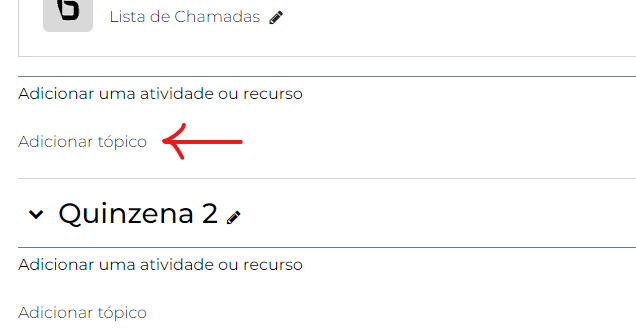 Lista de Chamadas
Adicionar uma atividade ou recurso
Adicionar tópico
Quinzena 2
Adicionar uma atividade ou recurso
Adicionar tópico